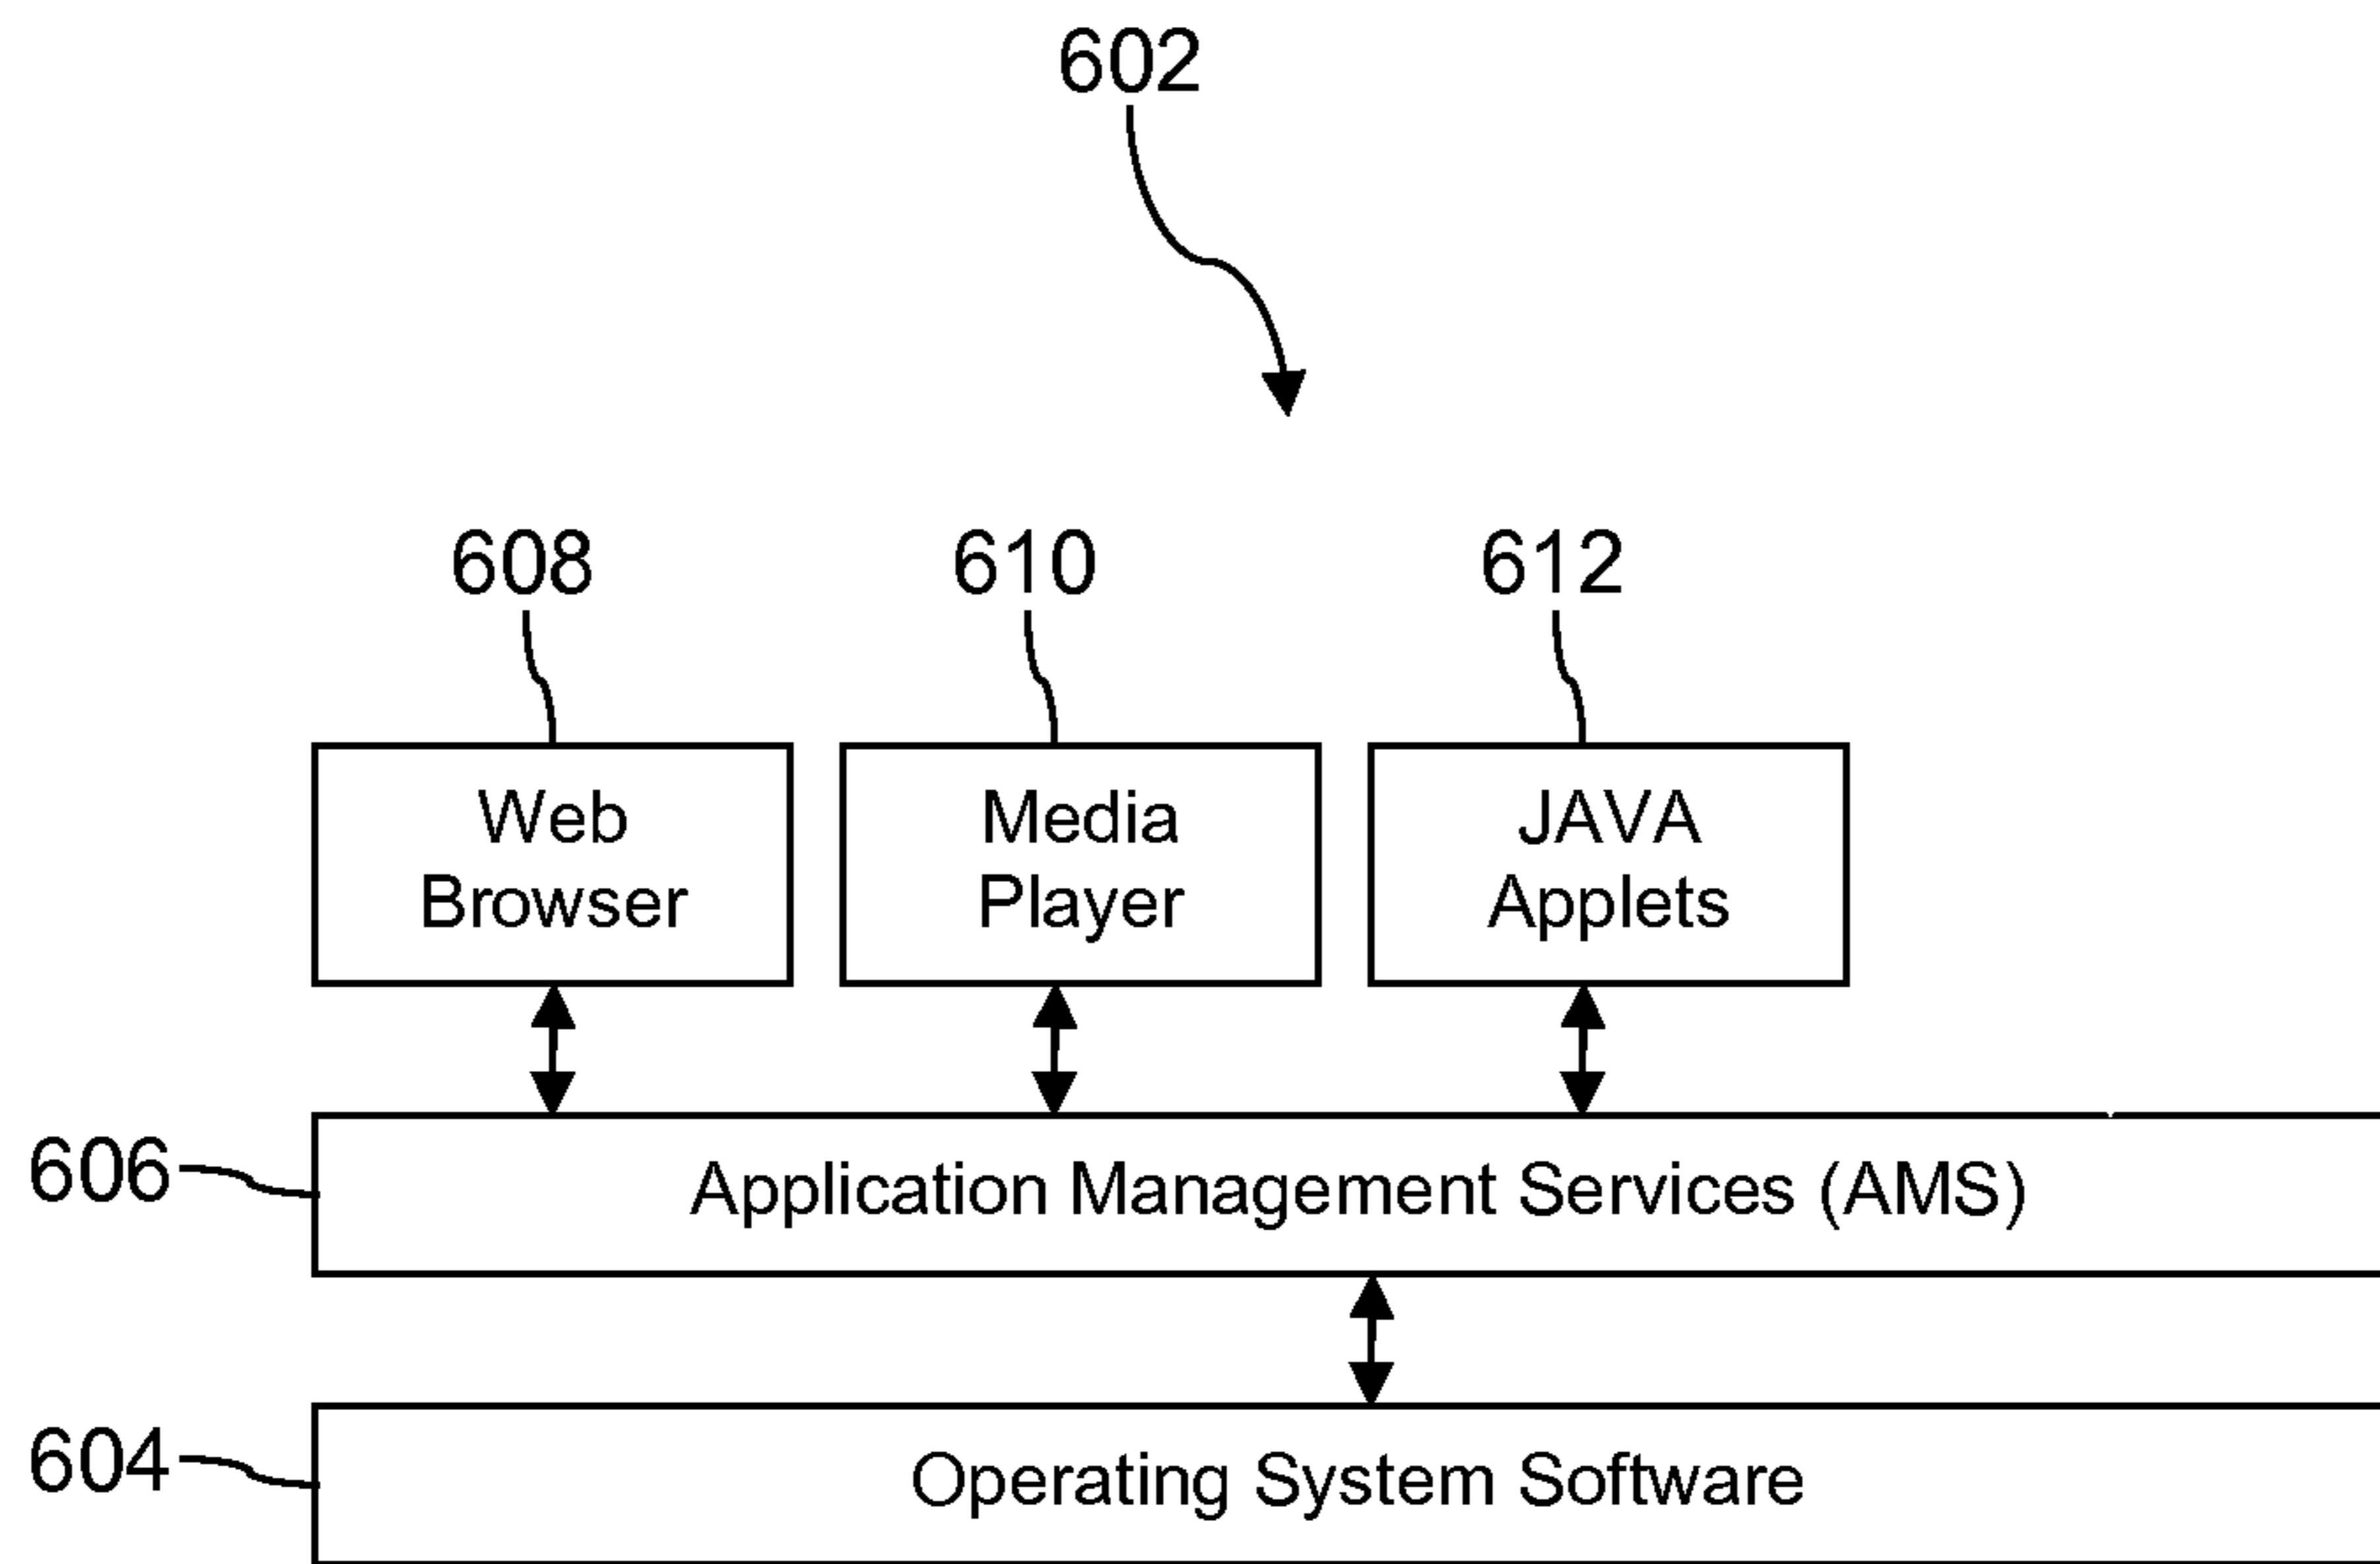 602
608
610
612
Web
Browser
Media
Player
JAVA
Applets
606
Application Management Services (AMS)
604
Operating System Software